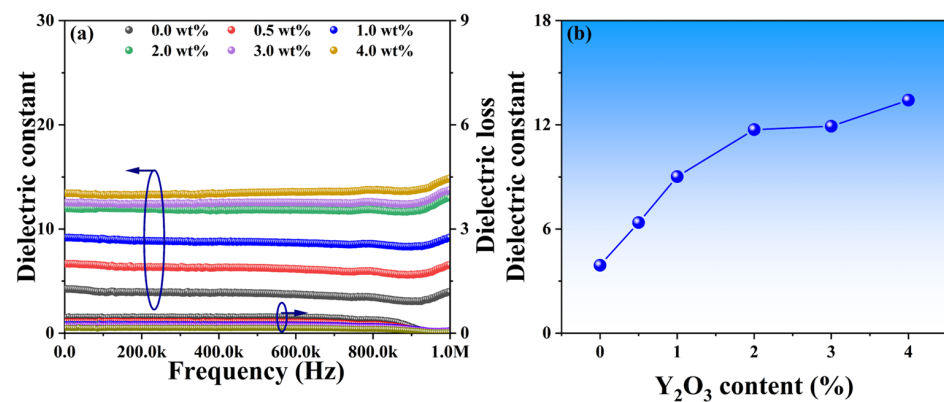 (a)
0.0 wt% 0.5 wt% 1.0 wt%
2.0 wt% 3.0 wt% 4.0 wt%
Dielectric constant
30
20
10
0
9
6
3
0
Dielectric loss
0.0 200.0k 400.0k 600.0k 800.0k 1.0M
Frequency (Hz)
(b)
Dielectric constant
18
12
6
0
0 1 2 3 4
Y₂O₃ content (%)